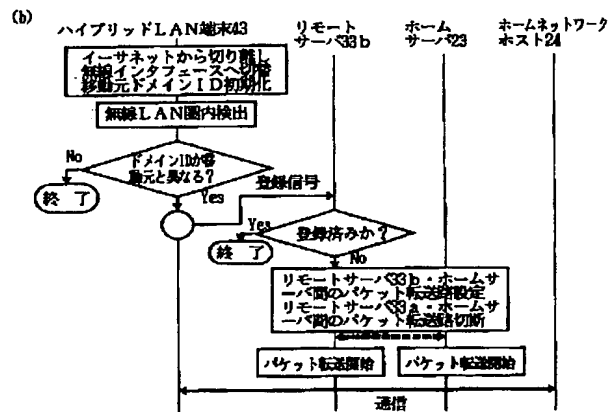 (b)
ハイブリッドLAN端末43
リモート
サーバ33b
ホーム
サーバ23
ホームネットワーク
ホスト24
イーサネットから切り離し
無線インタフェースへ切替
移動元ドメインID初期化
無線LAN圏内検出
No
ドメインIDが移
動元と異なる?
終 了
Yes
登録信号
Yes
登録済みか?
終 了
No
リモートサーバ33b・ホームサ
ーバ間のパケット転送路設定
リモートサーバ33a・ホームサ
ーバ間のパケット転送路切断
パケット転送開始
パケット転送開始
通信